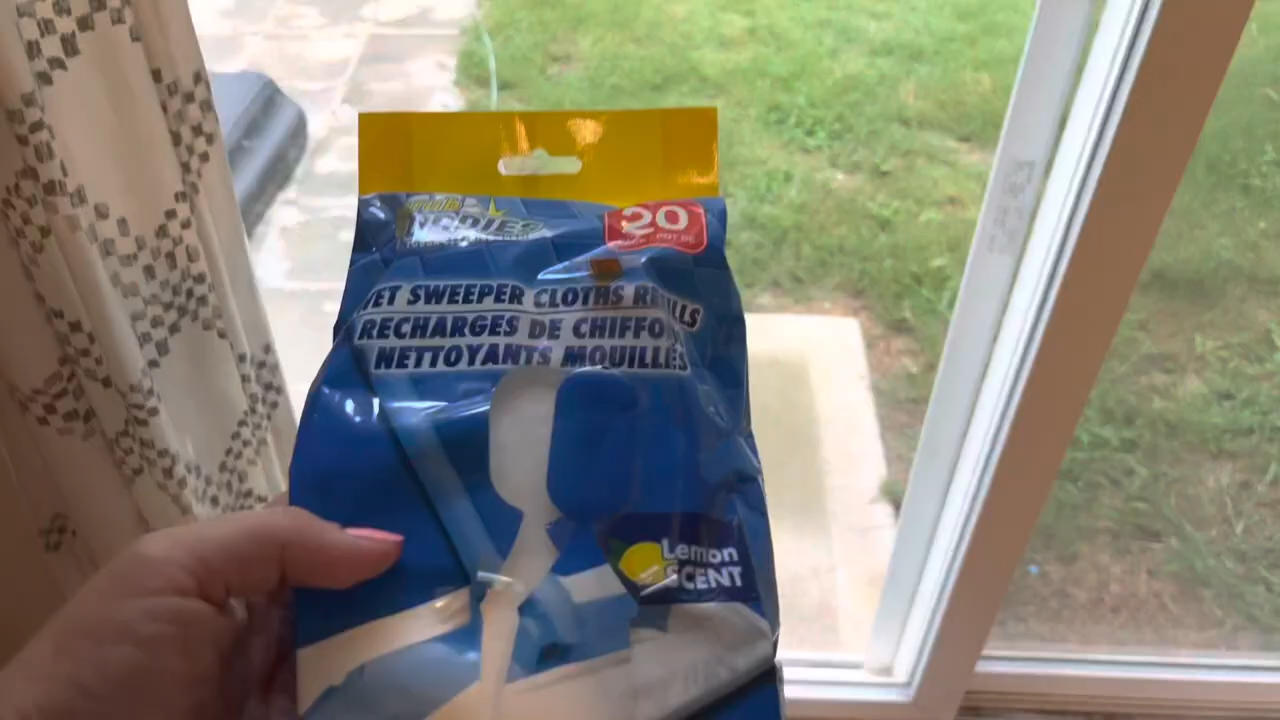 20
WET SWEEPER CLOTHS REFILLS
RECHARGES DE CHIFFONS
NETTOYANTS MOUILLÉS
Lemon
SCENT